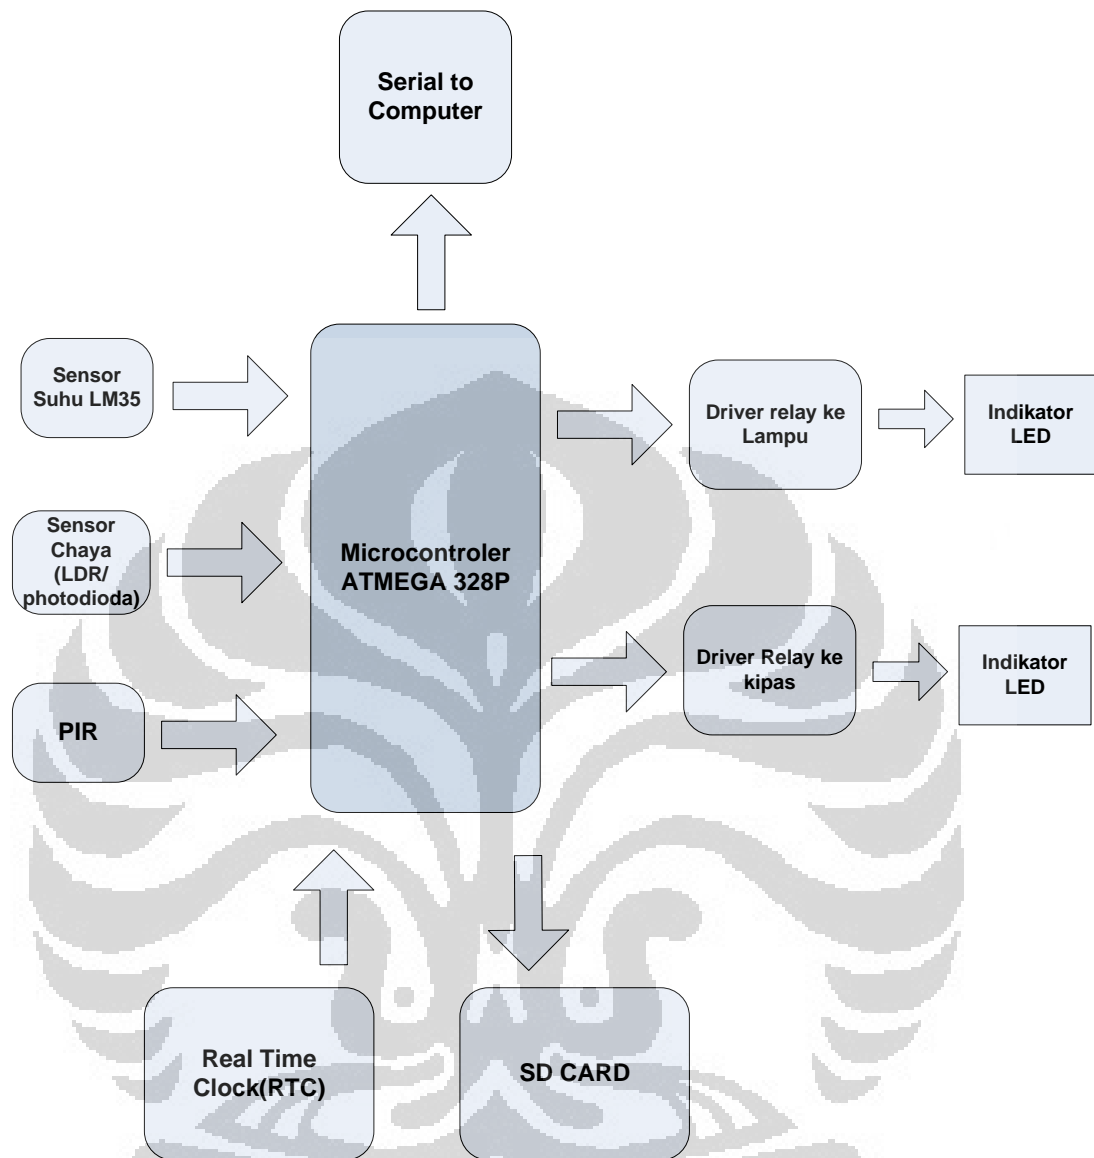 Serial to
Computer
Sensor
Suhu LM35
Driver relay ke
Lampu
Indikator
LED
Sensor
Chaya
(LDR/
photodioda)
Microcontroler
ATMEGA 328P
Driver Relay ke
kipas
Indikator
LED
PIR
Real Time
Clock(RTC)
SD CARD